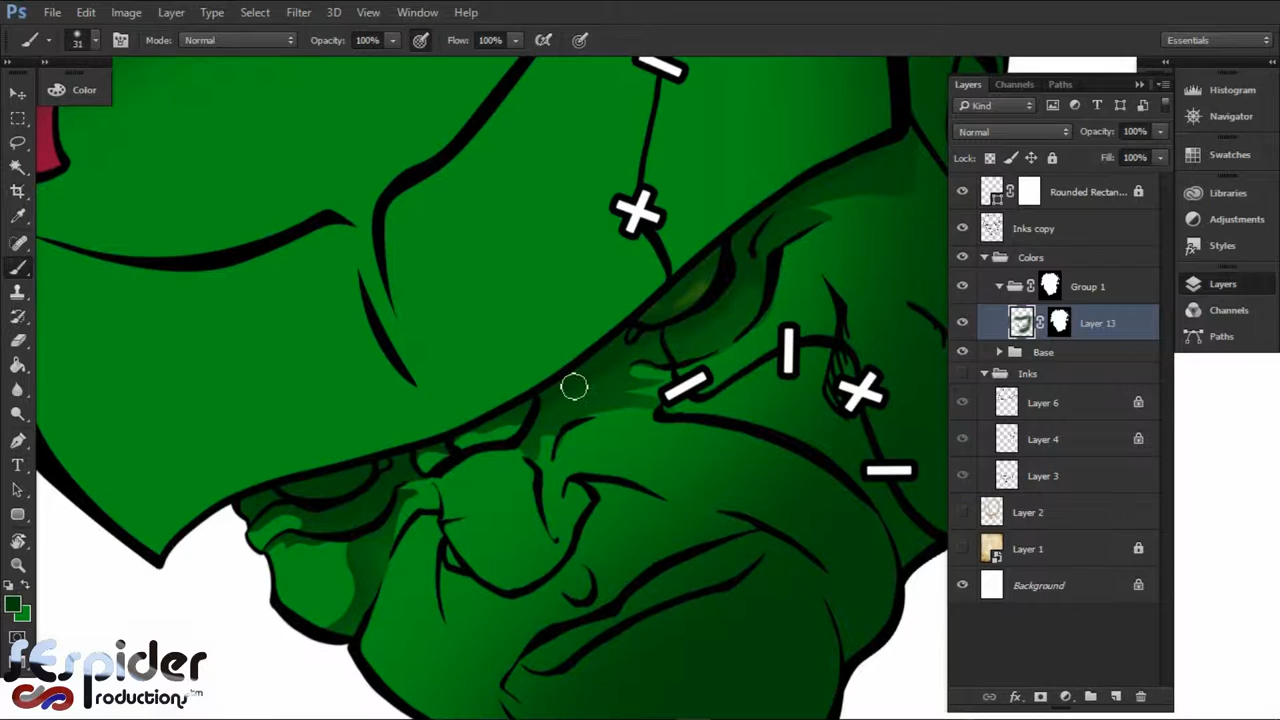 Ps File Edit Image Layer Type Select Filter 3D View Window Help
31 Mode: Normal Opacity: 100% Flow: 100% Essentials
Color
Layers Channels Paths
Kind
Normal Opacity: 100%
Lock: Fill: 100%
Rounded Rectan...
Inks copy
Colors
Group 1
Layer 13
Base
Inks
Layer 6
Layer 4
Layer 3
Layer 2
Layer 1
Background
Histogram
Navigator
Swatches
Libraries
Adjustments
Styles
Layers
Channels
Paths
spider
Productions™